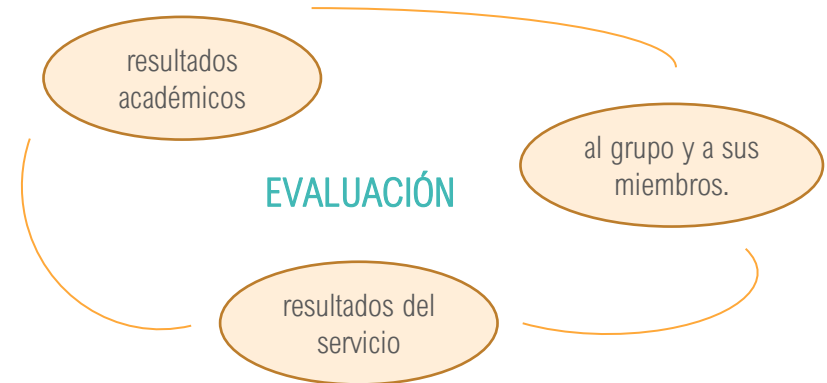 resultados
académicos
al grupo y a sus
miembros.
EVALUACIÓN
resultados del
servicio